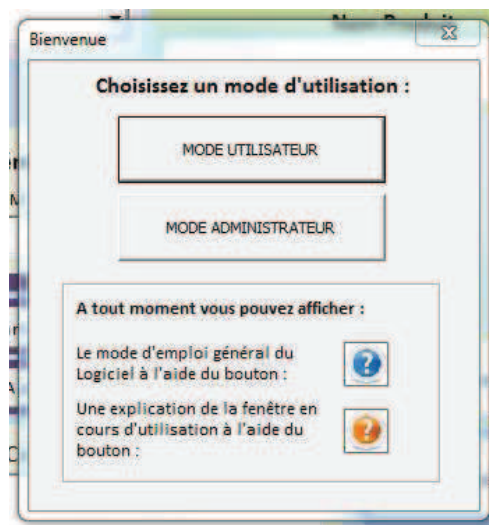 Bienvenue
Choisissez un mode d'utilisation :
MODE UTILISATEUR
MODE ADMINISTRATEUR
A tout moment vous pouvez afficher :
Le mode d'emploi général du
Logiciel à l'aide du bouton :
?
Une explication de la fenêtre en
cours d'utilisation à l'aide du
bouton :
?